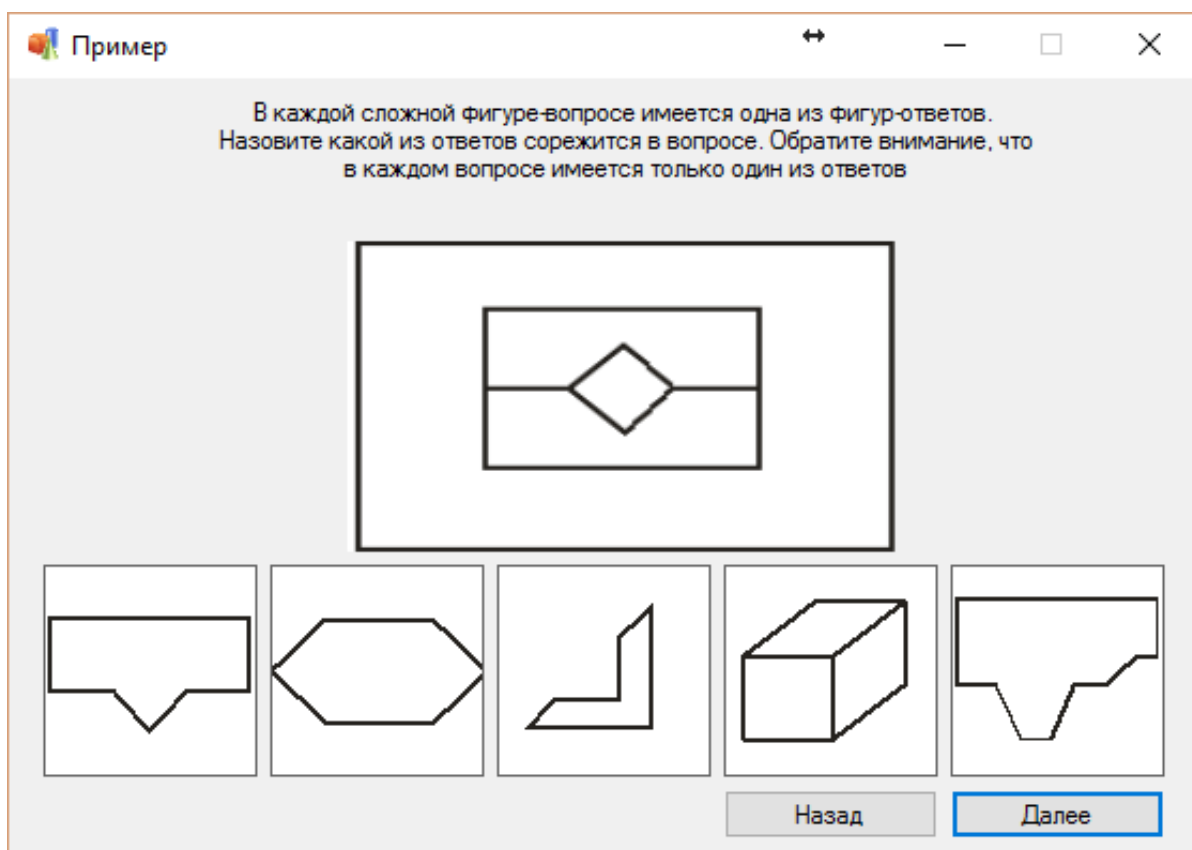 Пример
В каждой сложной фигуре-вопросе имеется одна из фигур-ответов.
Назовите какой из ответов сорежится в вопросе. Обратите внимание, что
в каждом вопросе имеется только один из ответов
Назад
Далее